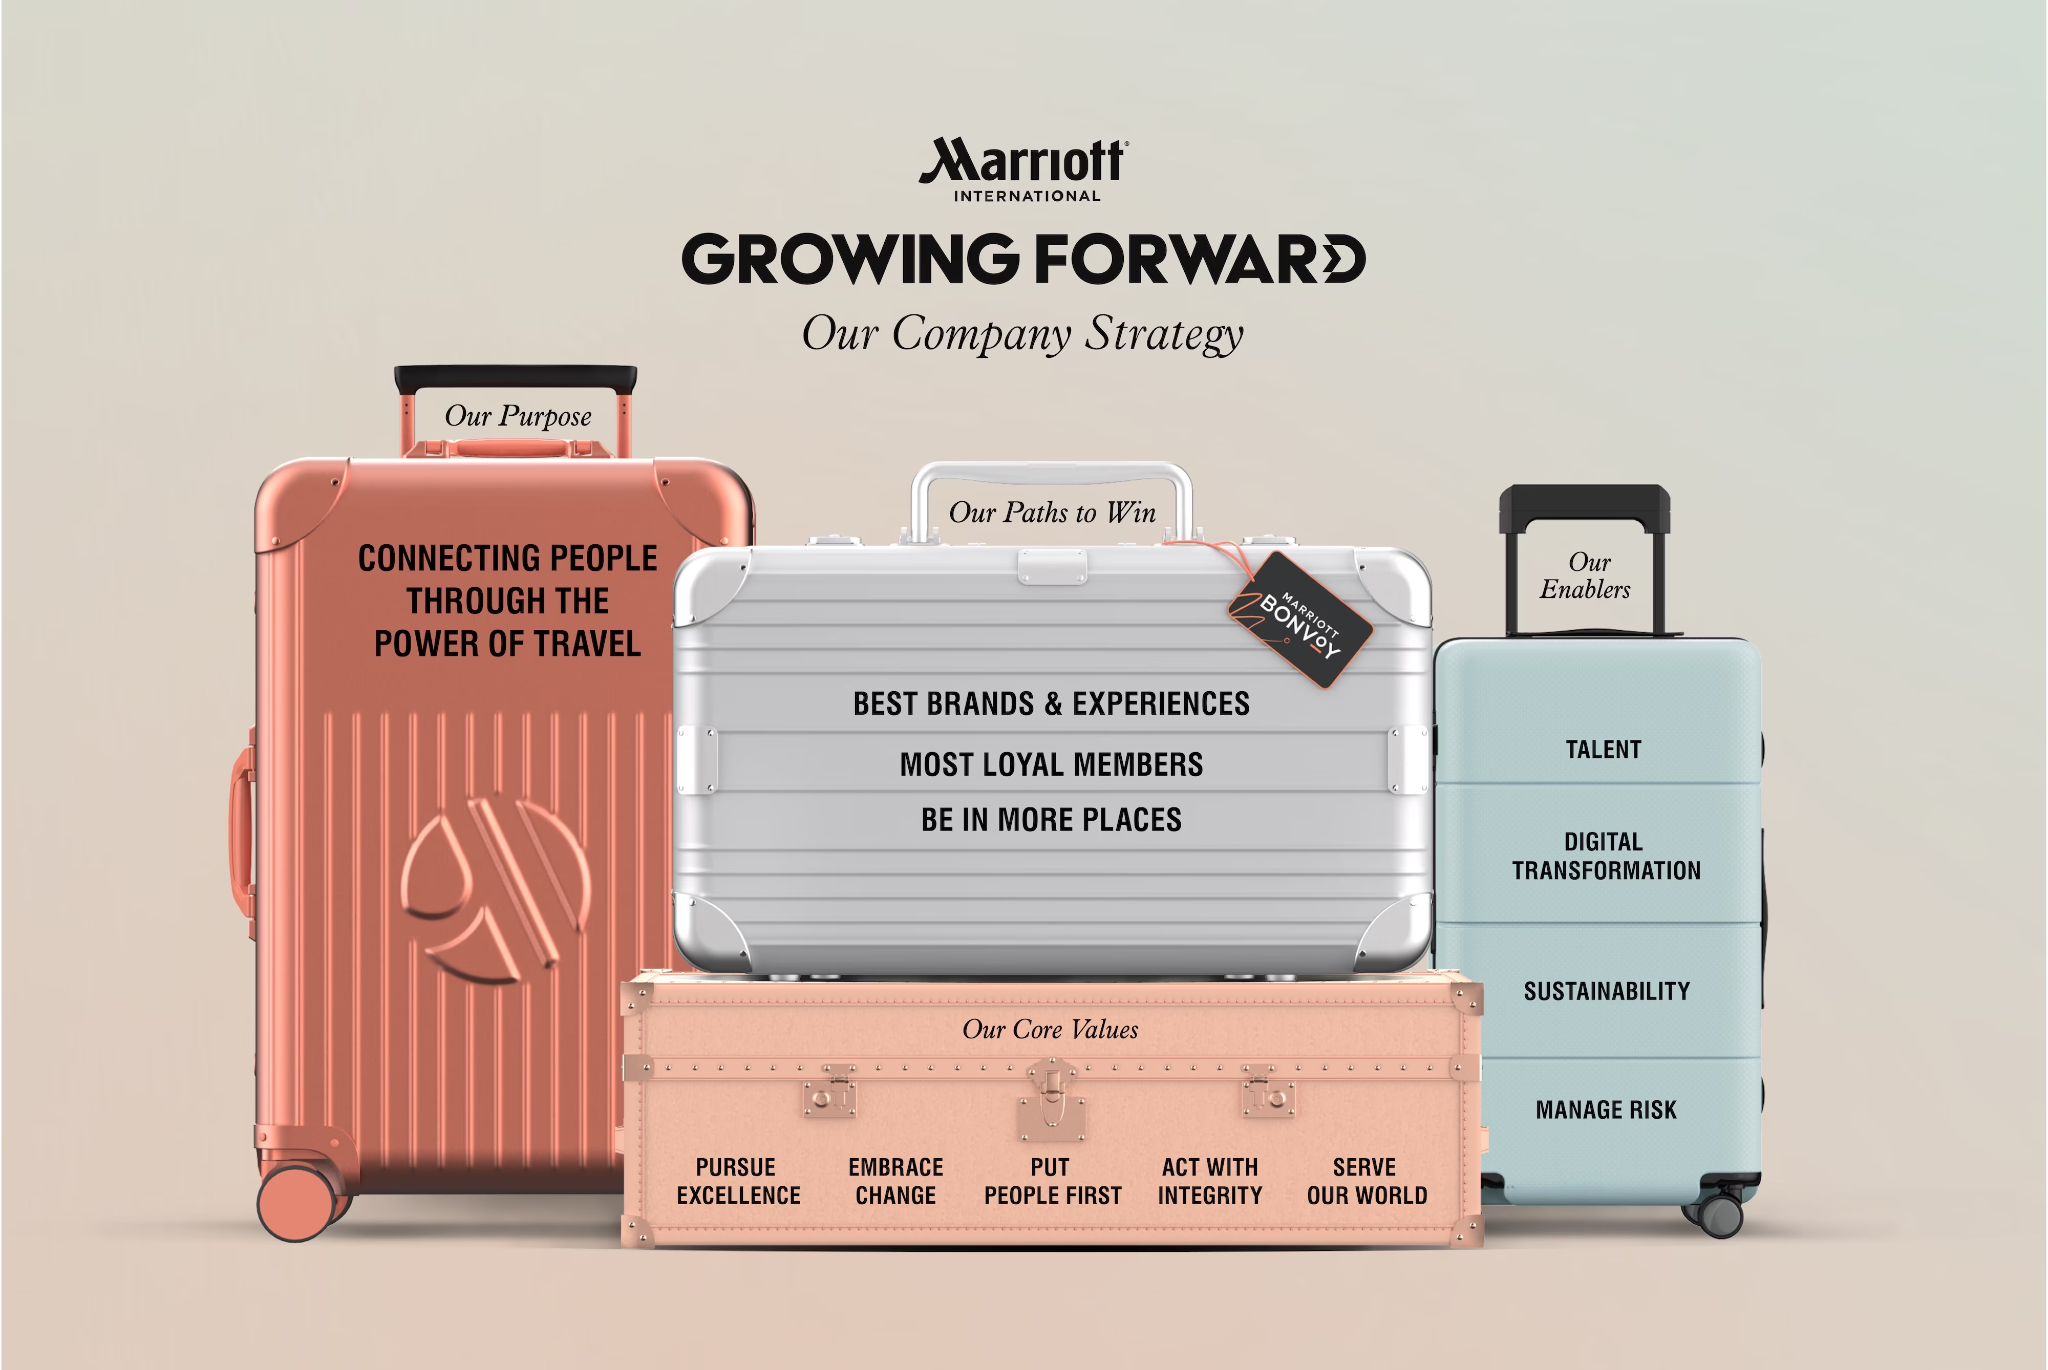 Marriott
INTERNATIONAL
GROWING FORWARD
Our Company Strategy
Our Purpose
CONNECTING PEOPLE
THROUGH THE
POWER OF TRAVEL
Our Paths to Win
MARRIOTT
BONVOY
BEST BRANDS & EXPERIENCES
MOST LOYAL MEMBERS
BE IN MORE PLACES
Our
Enablers
TALENT
DIGITAL
TRANSFORMATION
SUSTAINABILITY
MANAGE RISK
Our Core Values
PURSUE
EXCELLENCE
EMBRACE
CHANGE
PUT
PEOPLE FIRST
ACT WITH
INTEGRITY
SERVE
OUR WORLD